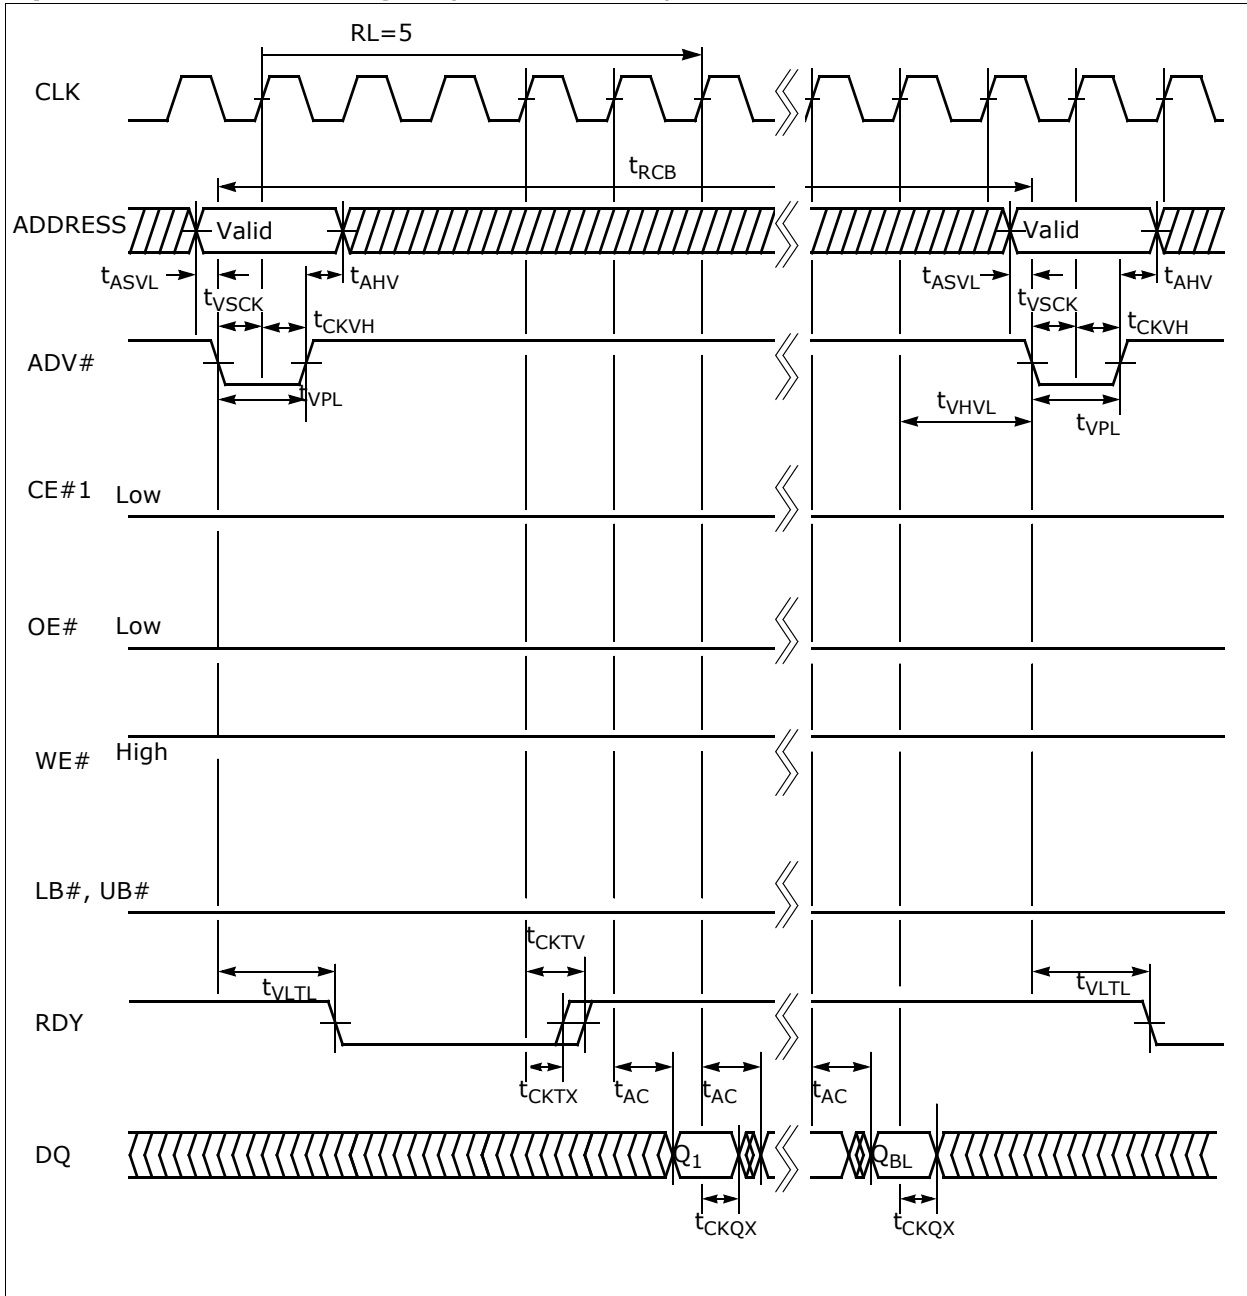 RL=5
CLK
tRCB
ADDRESS Valid Valid
tASVL tAHV tASVL tAHV
tVSCK tVSCK
tCKVH tCKVH
ADV#
tVPL tVHVL tVPL
CE#1 Low
OE# Low
WE# High
LB#, UB#
tCKTV
tVLTL tVLTL
RDY
tCKTX tAC tAC tAC
DQ Q1 QBL
tCKQX tCKQX